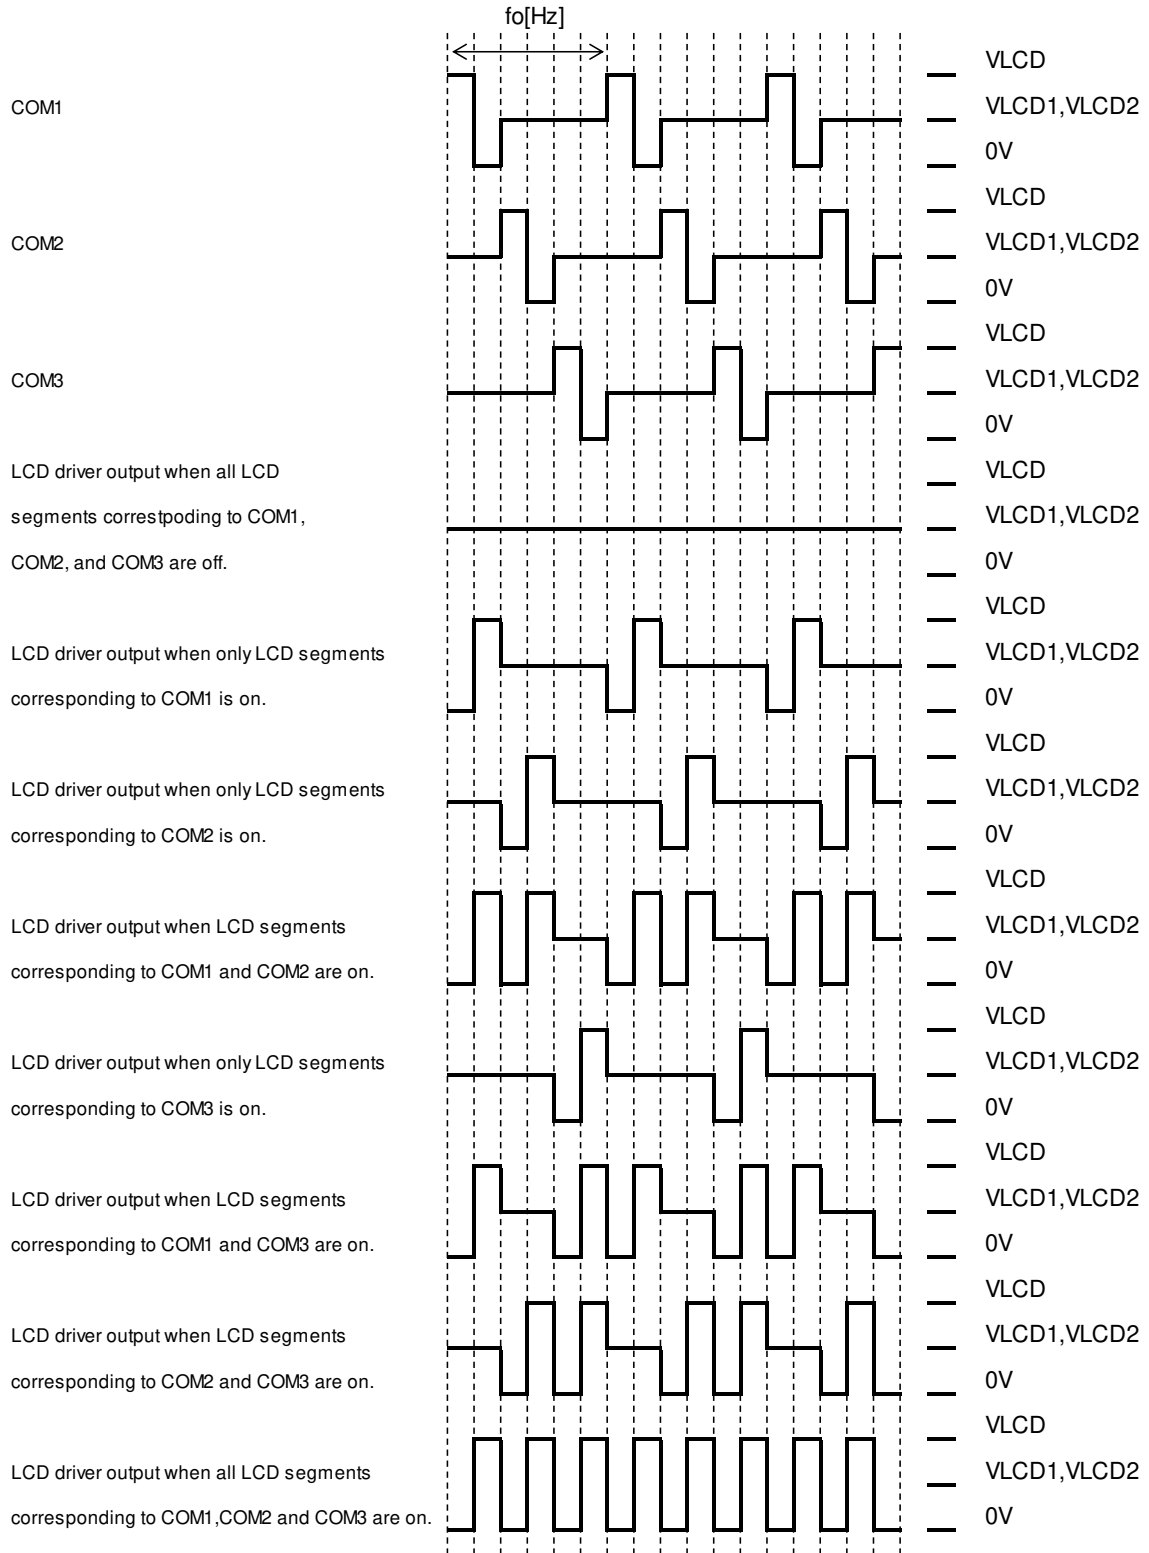 fo[Hz]
VLCD
COM1
VLCD1,VLCD2
0V
VLCD
COM2
VLCD1,VLCD2
0V
VLCD
COM3
VLCD1,VLCD2
0V
LCD driver output when all LCD
VLCD
segments correstpoding to COM1,
VLCD1,VLCD2
COM2, and COM3 are off.
0V
VLCD
LCD driver output when only LCD segments
VLCD1,VLCD2
corresponding to COM1 is on.
0V
VLCD
LCD driver output when only LCD segments
VLCD1,VLCD2
corresponding to COM2 is on.
0V
VLCD
LCD driver output when LCD segments
VLCD1,VLCD2
corresponding to COM1 and COM2 are on.
0V
VLCD
LCD driver output when only LCD segments
VLCD1,VLCD2
corresponding to COM3 is on.
0V
VLCD
LCD driver output when LCD segments
VLCD1,VLCD2
corresponding to COM1 and COM3 are on.
0V
VLCD
LCD driver output when LCD segments
VLCD1,VLCD2
corresponding to COM2 and COM3 are on.
0V
VLCD
LCD driver output when all LCD segments
VLCD1,VLCD2
corresponding to COM1,COM2 and COM3 are on.
0V